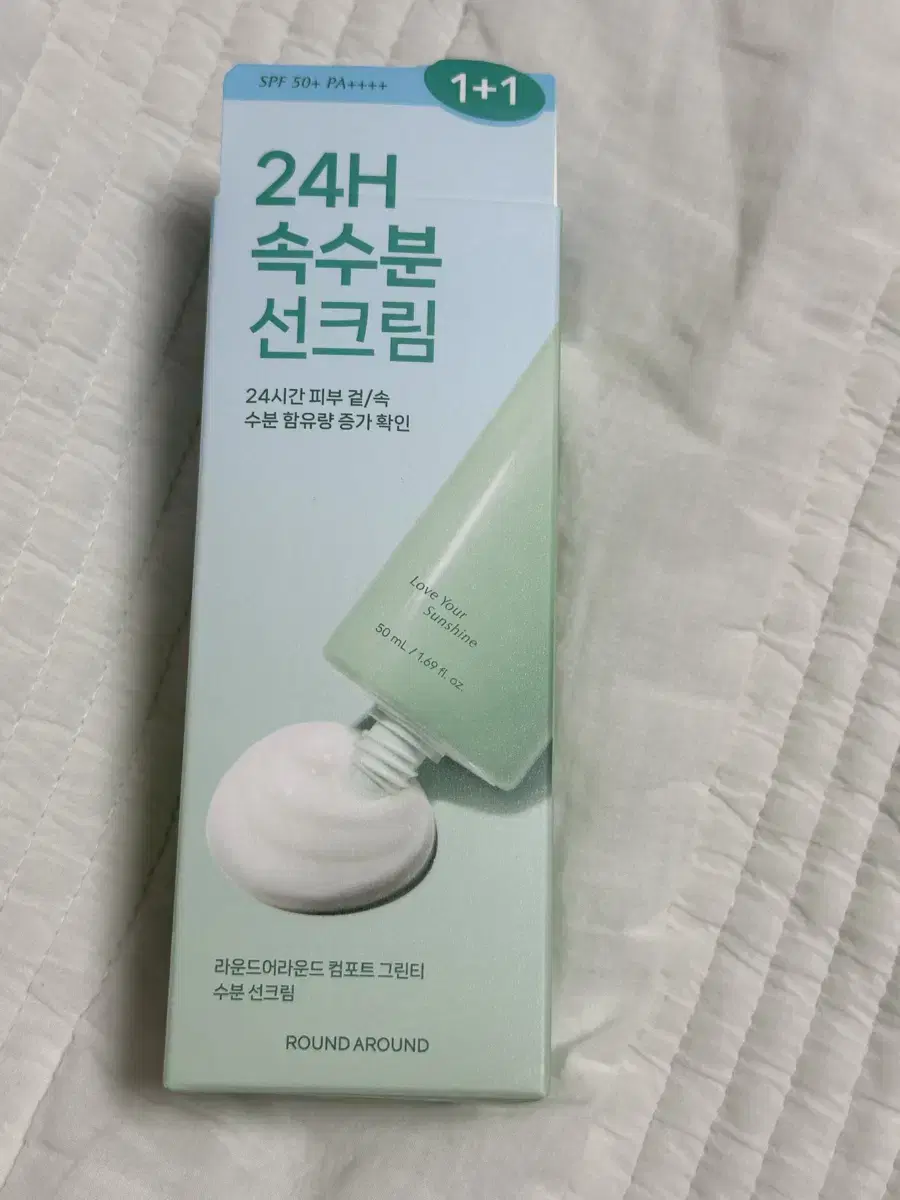 SPF 50+ PA++++
1+1
24H
속수분
선크림
24시간 피부 겉/속
수분 함유량 증가 확인
Love Your
Sunshine
50 mL / 1.69 fl. oz.
라운드어라운드 컴포트 그린티
수분 선크림
ROUND AROUND